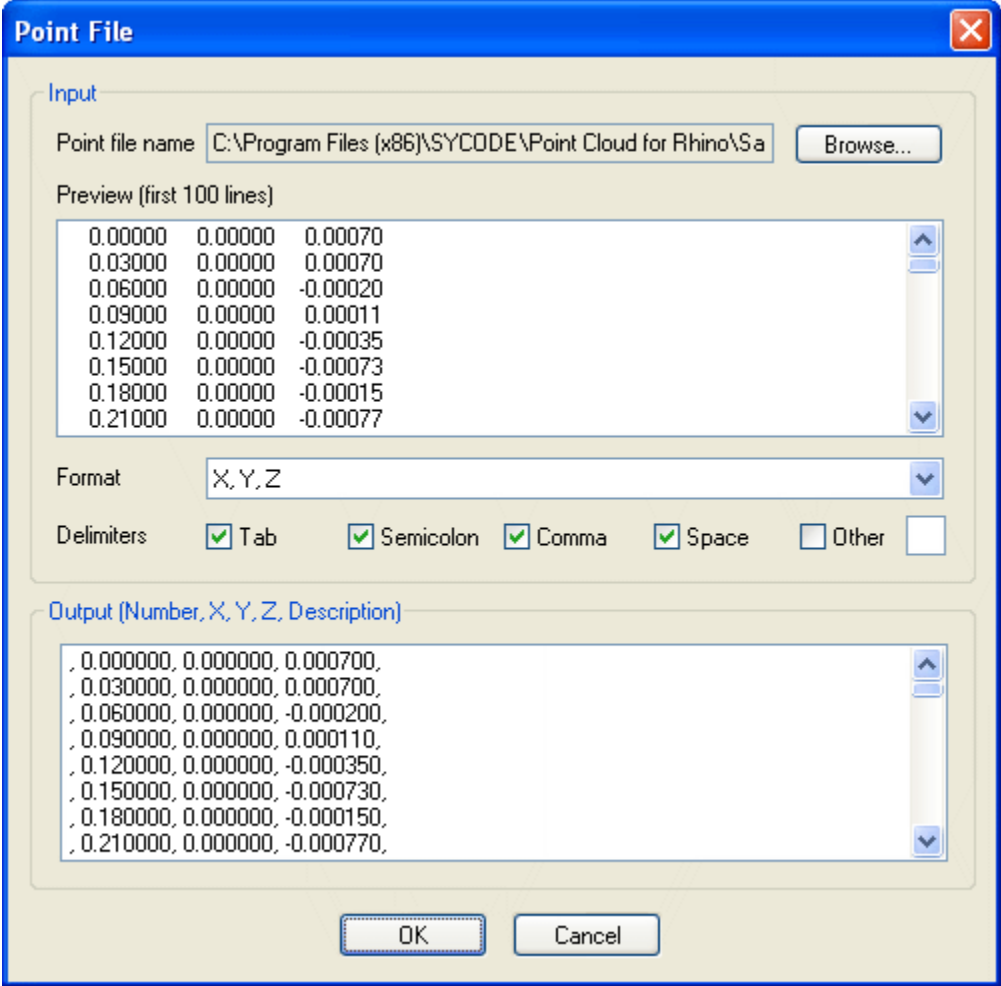 Point File
Input
Point file name C:\Program Files (x86)\SYCODE\Point Cloud for Rhino\Sa Browse...
Preview (first 100 lines)
0.00000 0.00000 0.00070
0.03000 0.00000 0.00070
0.06000 0.00000 -0.00020
0.09000 0.00000 0.00011
0.12000 0.00000 -0.00035
0.15000 0.00000 -0.00073
0.18000 0.00000 -0.00015
0.21000 0.00000 -0.00077
Format X, Y, Z
Delimiters Tab Semicolon Comma Space Other
Output (Number, X, Y, Z, Description)
, 0.000000, 0.000000, 0.000700,
, 0.030000, 0.000000, 0.000700,
, 0.060000, 0.000000, -0.000200,
, 0.090000, 0.000000, 0.000110,
, 0.120000, 0.000000, -0.000350,
, 0.150000, 0.000000, -0.000730,
, 0.180000, 0.000000, -0.000150,
, 0.210000, 0.000000, -0.000770,
OK Cancel